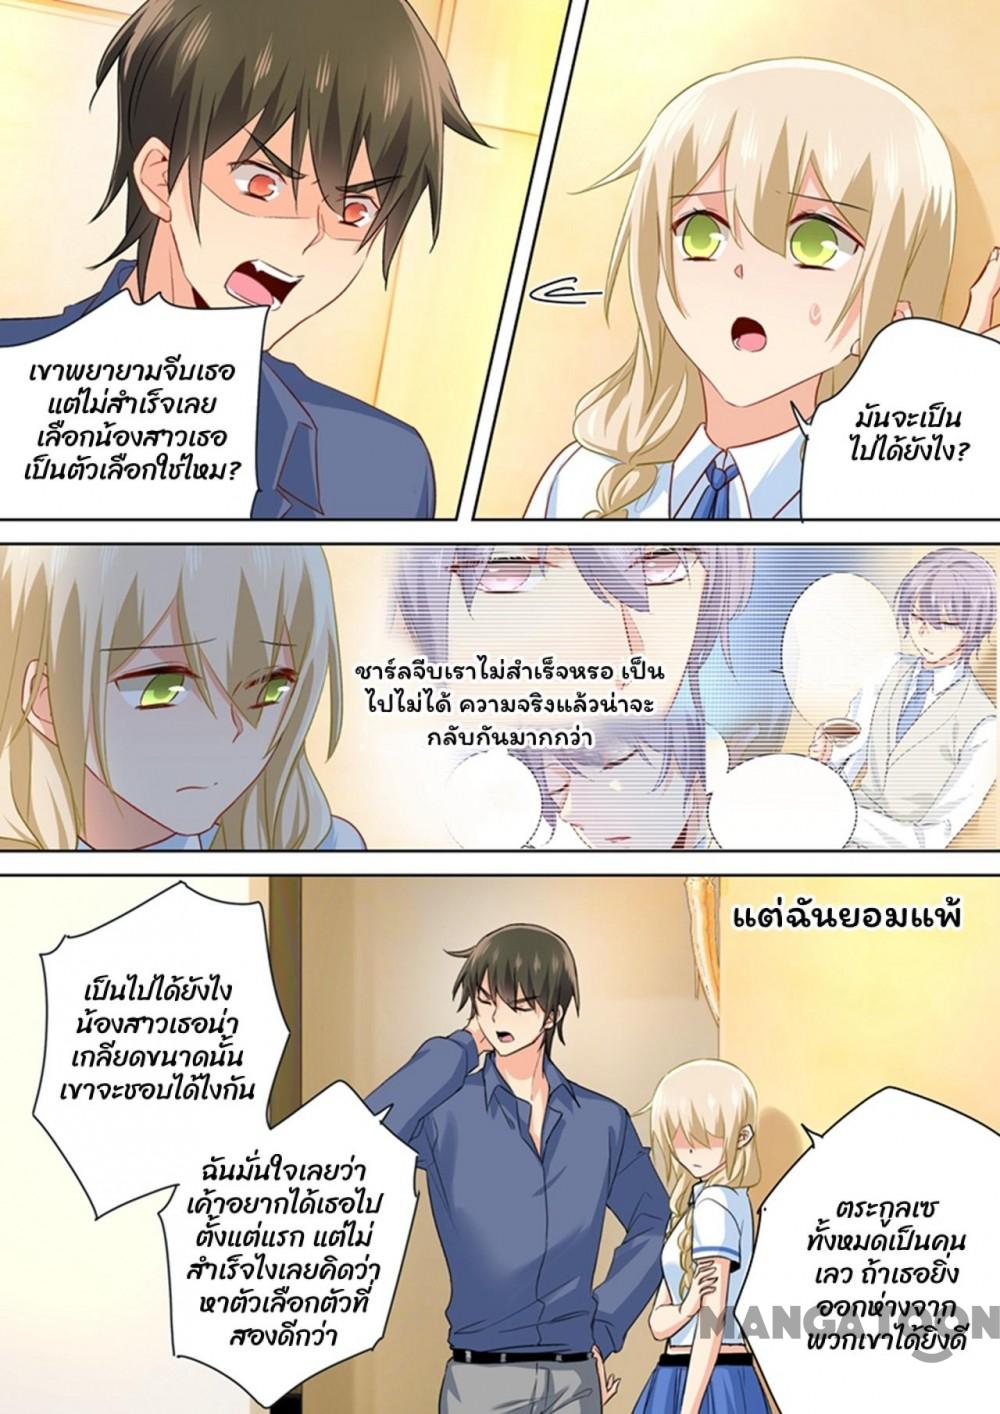 เขาพยายามจีบเธอ
แต่ไม่สำเร็จเลย
เลือกน้องสาวเธอ
เป็นตัวเลือกใช่ไหม?
มันจะเป็น
ไปได้ยังไง?
ชาร์ลจีบเราไม่สำเร็จหรอ เป็น
ไปไม่ได้ ความจริงแล้วน่าจะ
กลับกันมากกว่า
แต่ฉันยอมแพ้
เป็นไปได้ยังไง
น้องสาวเธอน่า
เกลียดขนาดนั้น
เขาจะชอบได้ไงกัน
ฉันมั่นใจเลยว่า
เค้าอยากได้เธอไป
ตั้งแต่แรก แต่ไม่
สำเร็จไงเลยคิดว่า
หาตัวเลือกตัวที่
สองดีกว่า
ตระกูลเซ
ทั้งหมดเป็นคน
เลว ถ้าเธอยิ่ง
ออกห่างจาก
พวกเขาได้ยิ่งดี
MANGATOON